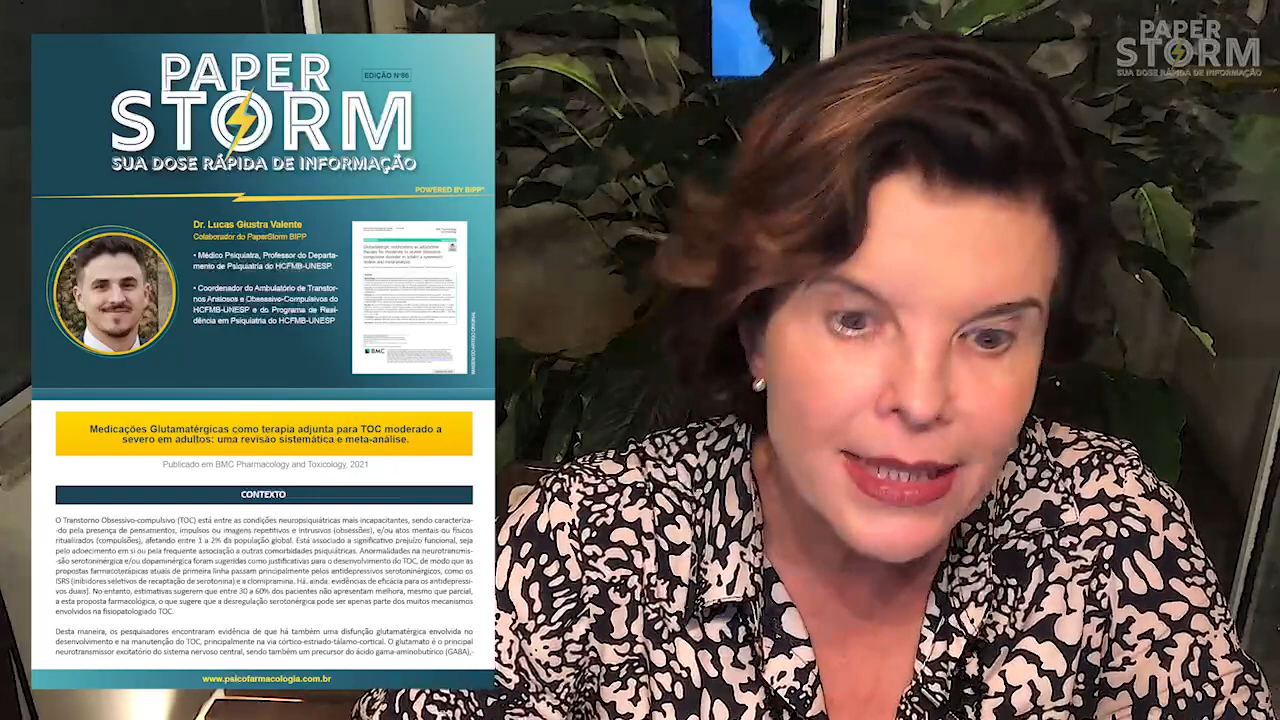 PAPER
STORM
SUA DOSE RÁPIDA DE INFORMAÇÃO
EDIÇÃO Nº86
POWERED BY BIPP
Dr. Lucas Giustra Valente
Colaborador do PaperStorm BIPP
• Médico Psiquiatra, Professor do Departa-
mento de Psiquiatria do HCFMB-UNESP.
• Coordenador do Ambulatório de Transtor-
nos Ansiosos e Obsessivo-Compulsivos do
HCFMB-UNESP e do Programa de Resi-
dência em Psiquiatria do HCFMB-UNESP
BMC
Medicações Glutamatérgicas como terapia adjunta para TOC moderado a
severo em adultos: uma revisão sistemática e meta-análise.
Publicado em BMC Pharmacology and Toxicology, 2021
CONTEXTO
O Transtorno Obsessivo-compulsivo (TOC) está entre as condições neuropsiquiátricas mais incapacitantes, sendo caracteriza-
-do pela presença de pensamentos, impulsos ou imagens repetitivos e intrusivos (obsessões), e/ou atos mentais ou físicos
ritualizados (compulsões), afetando entre 1 a 2% da população global. Está associado a significativo prejuízo funcional, seja
pelo adoecimento em si ou pela frequente associação a outras comorbidades psiquiátricas. Anormalidades na neurotransmis-
-são serotoninérgica e/ou dopaminérgica foram sugeridas como justificativas para o desenvolvimento do TOC, de modo que as
propostas farmacoterápicas atuais de primeira linha passam principalmente pelos antidepressivos serotoninérgicos, como os
ISRS (inibidores seletivos de recaptação de serotonina) e a clomipramina. Há, ainda, evidências de eficácia para os antidepressi-
vos duais). No entanto, estimativas sugerem que entre 30 a 60% dos pacientes não apresentam melhora, mesmo que parcial,
a esta proposta farmacológica, o que sugere que a desregulação serotonérgica pode ser apenas parte dos muitos mecanismos
envolvidos na fisiopatologiado TOC.
Desta maneira, os pesquisadores encontraram evidência de que há também uma disfunção glutamatérgica envolvida no
desenvolvimento e na manutenção do TOC, principalmente na via córtico-estriado-tálamo-cortical. O glutamato é o principal
neurotransmissor excitatório do sistema nervoso central, sendo também um precursor do ácido gama-aminobutírico (GABA),-
www.psicofarmacologia.com.br
PAPER
STORM
SUA DOSE RÁPIDA DE INFORMAÇÃO